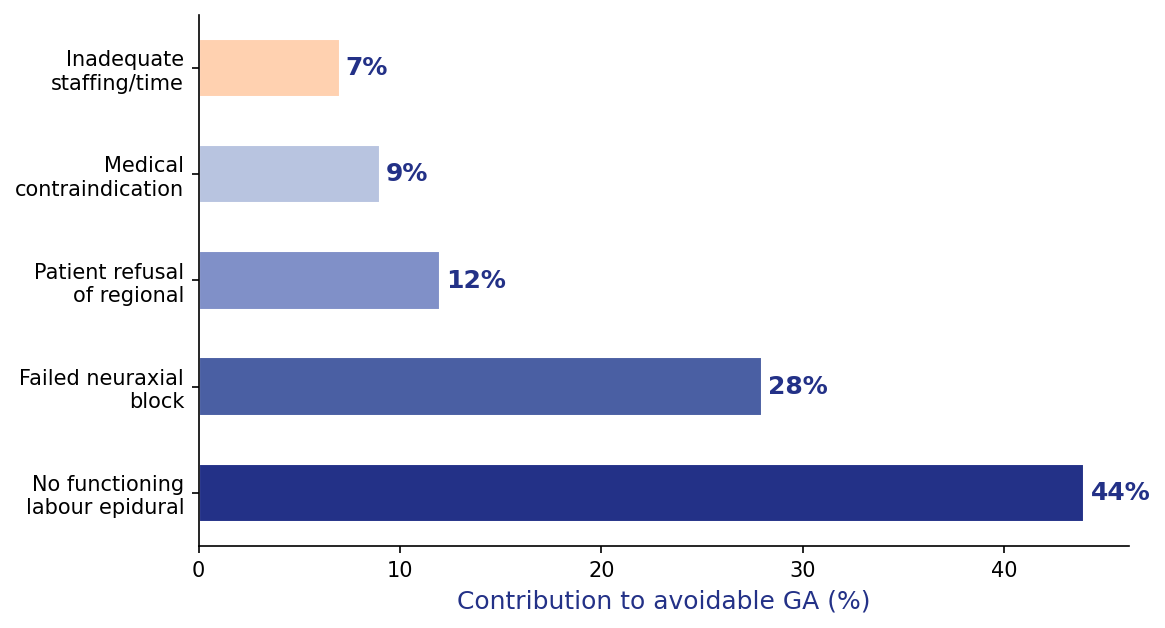 Inadequate
staffing/time
7%
Medical
contraindication
9%
Patient refusal
of regional
12%
Failed neuraxial
block
28%
No functioning
labour epidural
44%
0 10 20 30 40
Contribution to avoidable GA (%)